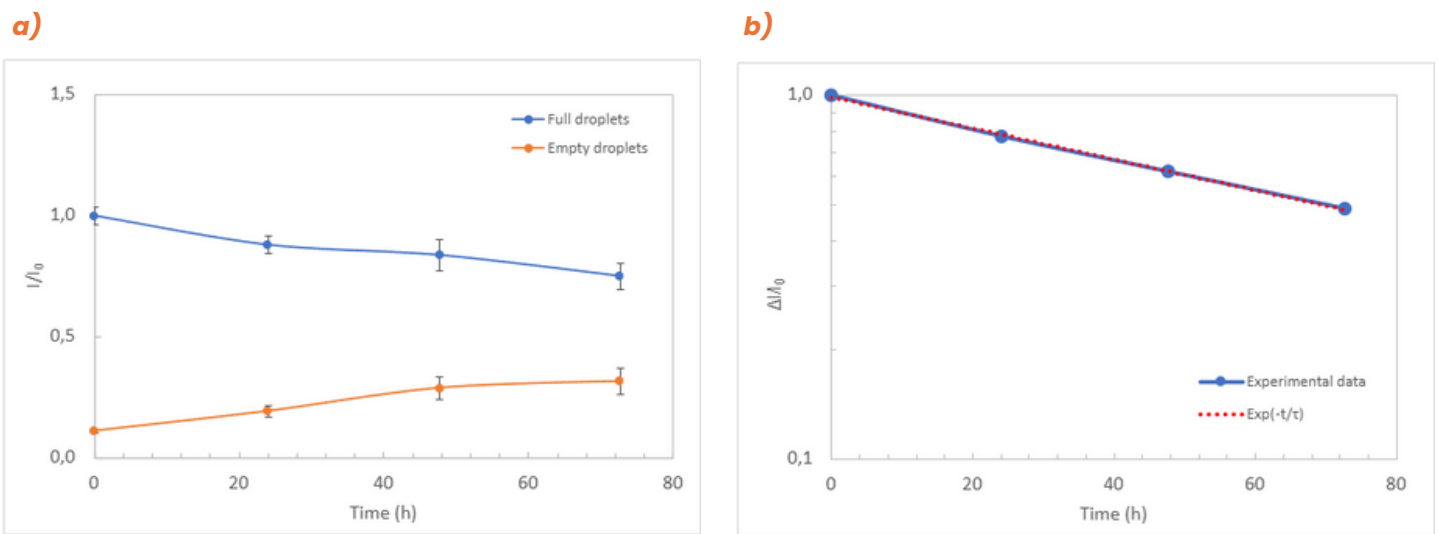 a)
1,5
1,0
0,5
0,0
I/I₀
0 20 40 60 80
Time (h)
Full droplets
Empty droplets
b)
1,0
0,1
ΔI/I₀
0 20 40 60 80
Time (h)
Experimental data
Exp(-t/τ)